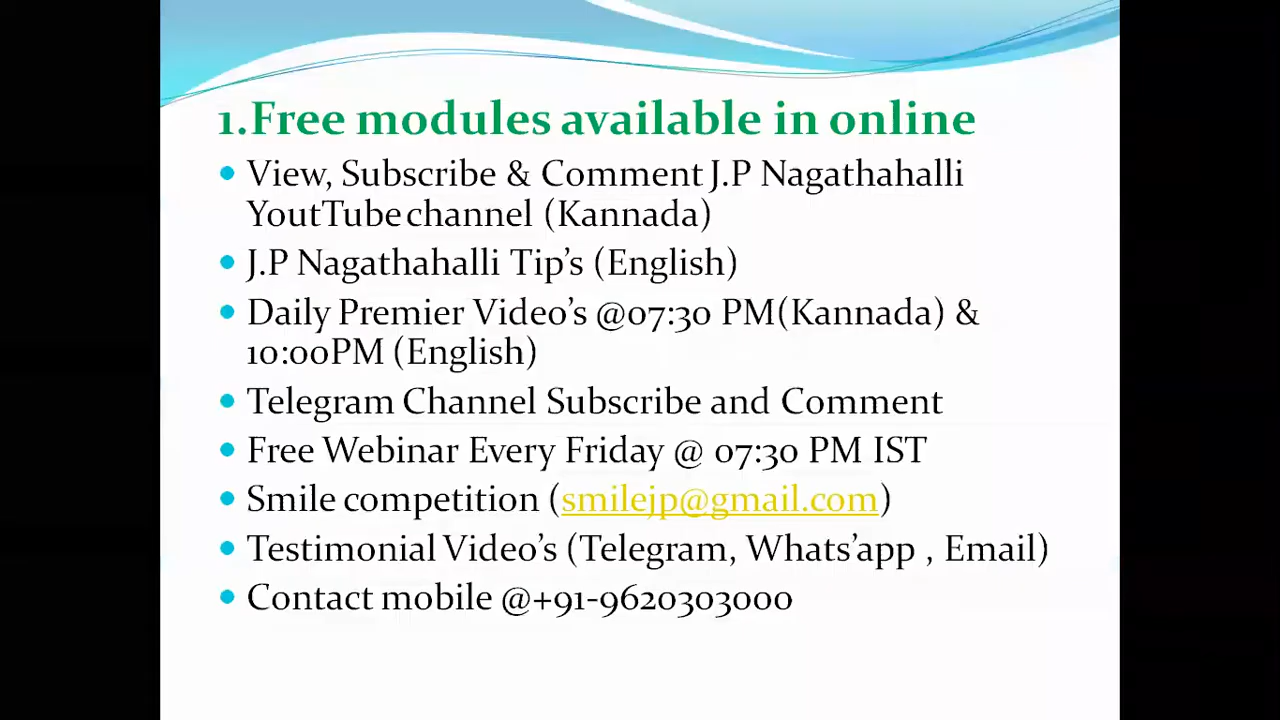 1.Free modules available in online
• View, Subscribe & Comment J.P Nagathahalli
YoutTube channel (Kannada)
• J.P Nagathahalli Tip’s (English)
• Daily Premier Video’s @07:30 PM(Kannada) &
10:00PM (English)
• Telegram Channel Subscribe and Comment
• Free Webinar Every Friday @ 07:30 PM IST
• Smile competition (smilejp@gmail.com)
• Testimonial Video’s (Telegram, Whats’app , Email)
• Contact mobile @+91-9620303000